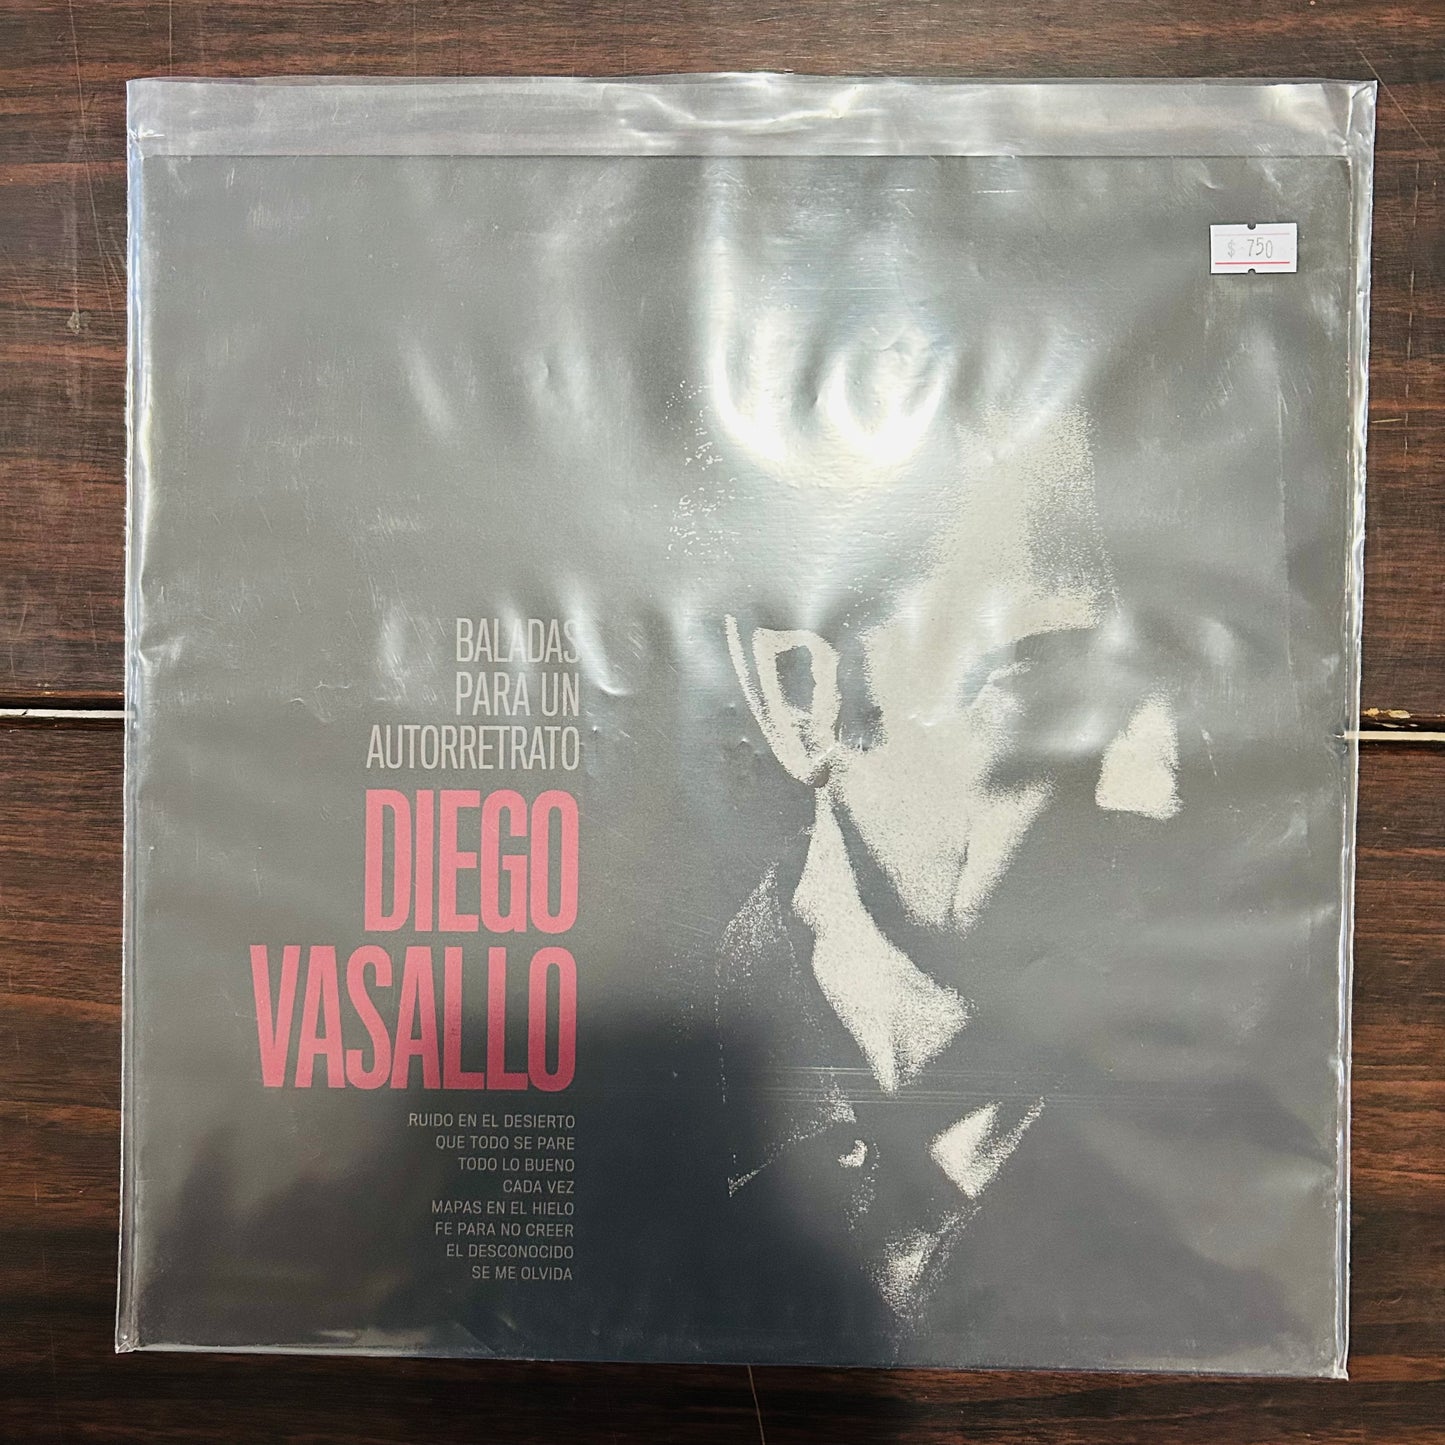 $ 750
BALADAS
PARA UN
AUTORRETRATO
DIEGO
VASALLO
RUIDO EN EL DESIERTO
QUE TODO SE PARE
TODO LO BUENO
CADA VEZ
MAPAS EN EL HIELO
FE PARA NO CREER
EL DESCONOCIDO
SE ME OLVIDA